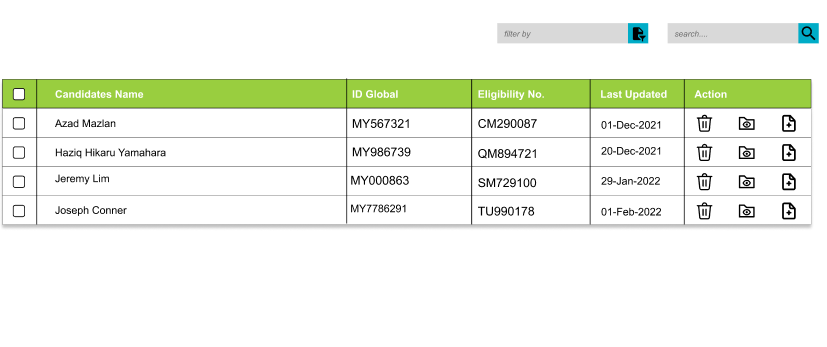 filter by search....
Candidates Name ID Global Eligibility No. Last Updated Action
Azad Mazlan MY567321 CM290087 01-Dec-2021
Haziq Hikaru Yamahara MY986739 QM894721 20-Dec-2021
Jeremy Lim MY000863 SM729100 29-Jan-2022
Joseph Conner MY7786291 TU990178 01-Feb-2022